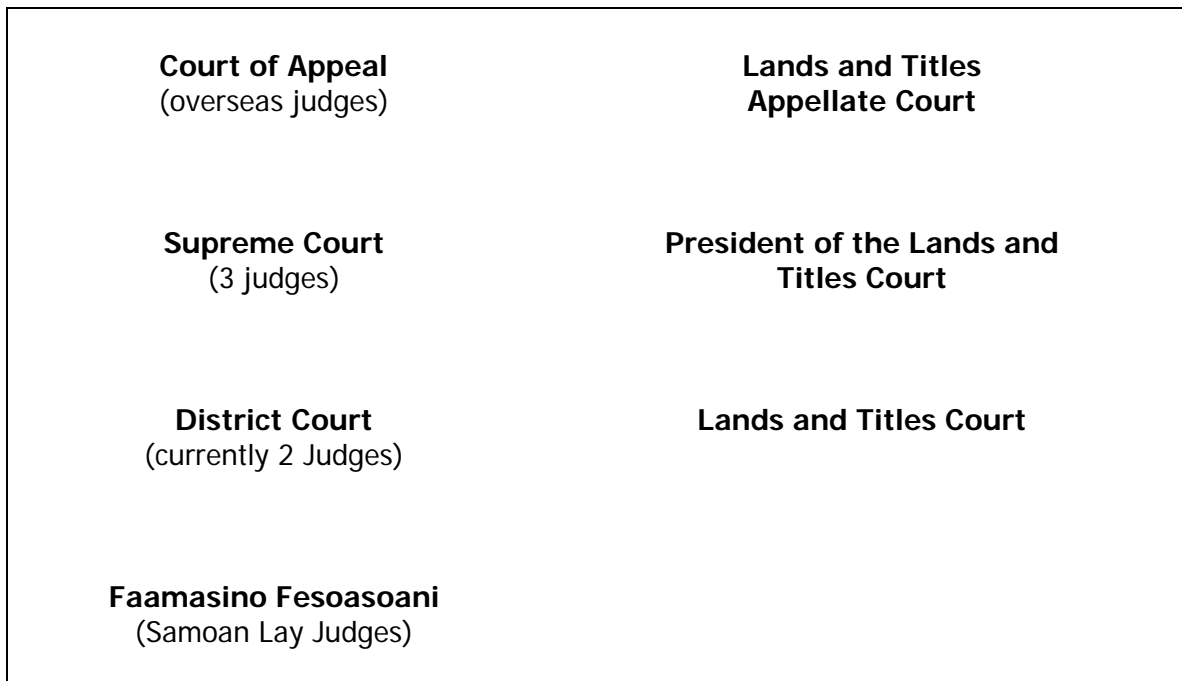 Court of Appeal
(overseas judges)
Lands and Titles
Appellate Court
Supreme Court
(3 judges)
President of the Lands and
Titles Court
District Court
(currently 2 Judges)
Lands and Titles Court
Faamasino Fesoasoani
(Samoan Lay Judges)